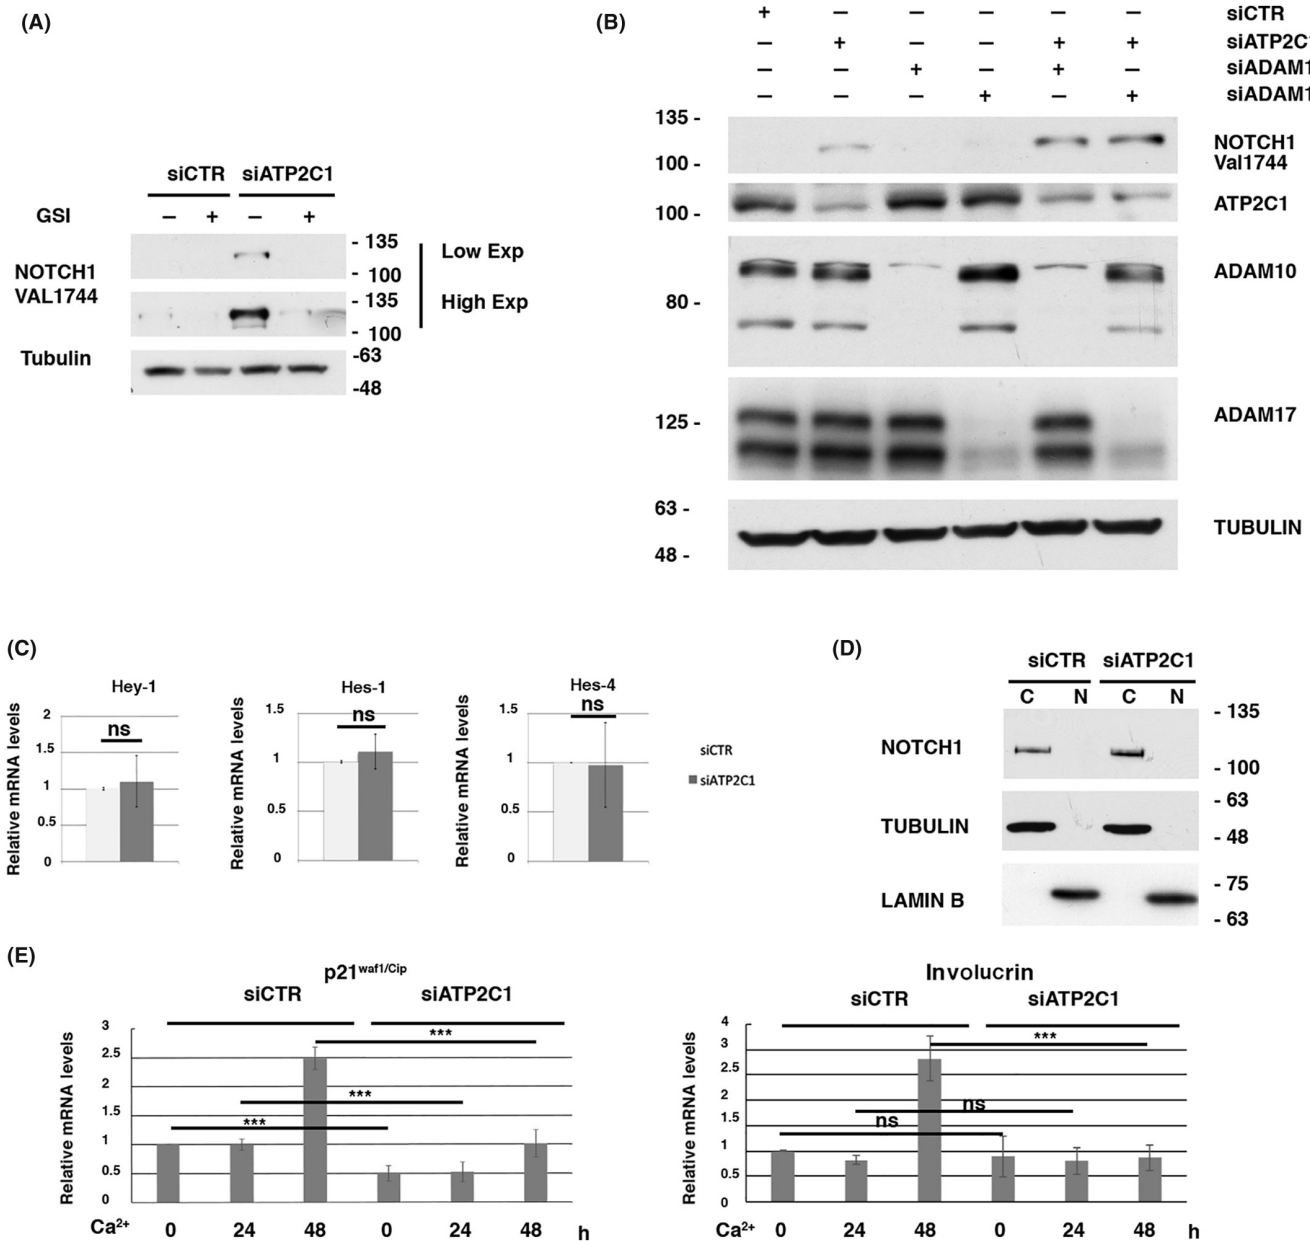 (A)
siCTR siATP2C1
GSI − + − +
NOTCH1
VAL1744
- 135
- 100
Low Exp
- 135
- 100
High Exp
Tubulin
-63
-48
(B)
+ − − − − − siCTR
− + − − + + siATP2C1
− − + − + − siADAM1
− − − + − + siADAM1
135 -
100 -
NOTCH1
Val1744
100 -
ATP2C1
80 -
ADAM10
125 -
ADAM17
63 -
48 -
TUBULIN
(C)
Hey-1
Relative mRNA levels
2
1.5
1
0.5
0
ns
Hes-1
Relative mRNA levels
1.5
1
0.5
0
ns
Hes-4
Relative mRNA levels
1.5
1
0.5
0
ns
siCTR
siATP2C1
(D)
siCTR siATP2C1
C N C N
NOTCH1
- 135
- 100
TUBULIN
- 63
- 48
LAMIN B
- 75
- 63
(E)
p21waf1/Cip
siCTR siATP2C1
Relative mRNA levels
3
2.5
2
1.5
1
0.5
0
***
***
***
Ca2+ 0 24 48 0 24 48 h
Involucrin
siCTR siATP2C1
Relative mRNA levels
4
3
3
2.5
2
1.5
1
0.5
0
***
ns
ns
Ca2+ 0 24 48 0 24 48 h